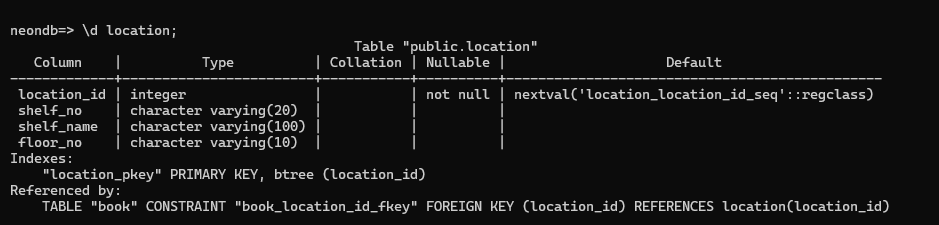 neondb=> \d location;
                                          Table "public.location"
   Column    |          Type          | Collation | Nullable |                    Default
-------------+------------------------+-----------+----------+-----------------------------------------------
 location_id | integer                |           | not null | nextval('location_location_id_seq'::regclass)
 shelf_no    | character varying(20)  |           |          |
 shelf_name  | character varying(100) |           |          |
 floor_no    | character varying(10)  |           |          |
Indexes:
    "location_pkey" PRIMARY KEY, btree (location_id)
Referenced by:
    TABLE "book" CONSTRAINT "book_location_id_fkey" FOREIGN KEY (location_id) REFERENCES location(location_id)